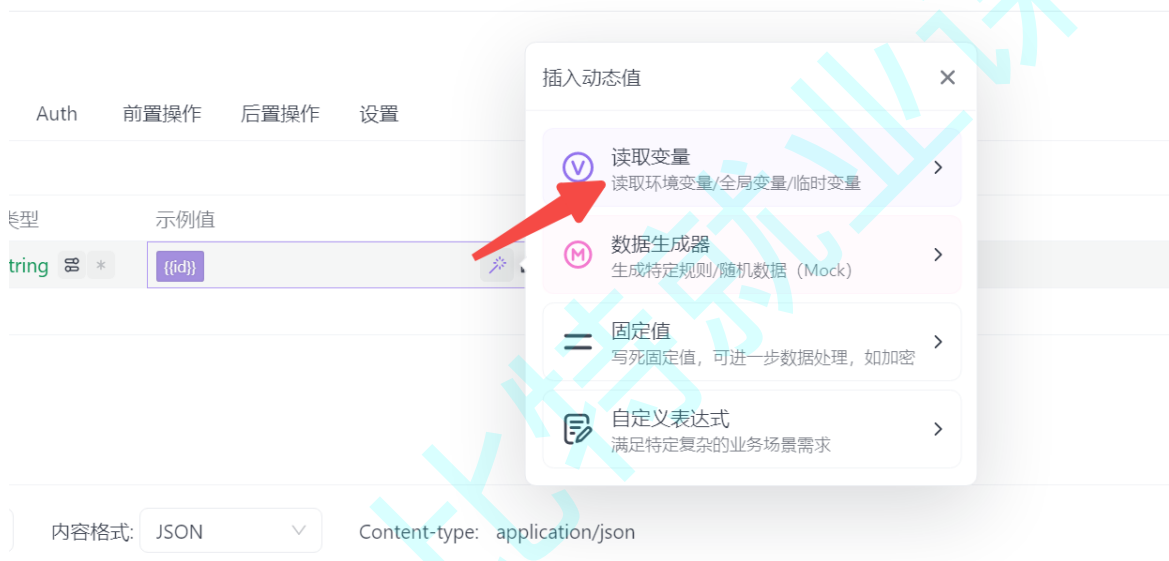 插入动态值
Auth 前置操作 后置操作 设置
读取变量
读取环境变量/全局变量/临时变量
类型 示例值
数据生成器
tring * {{id}}
生成特定规则/随机数据（Mock）
固定值
写死固定值，可进一步数据处理，如加密
自定义表达式
满足特定复杂的业务场景需求
内容格式: JSON Content-type: application/json
比特就业课